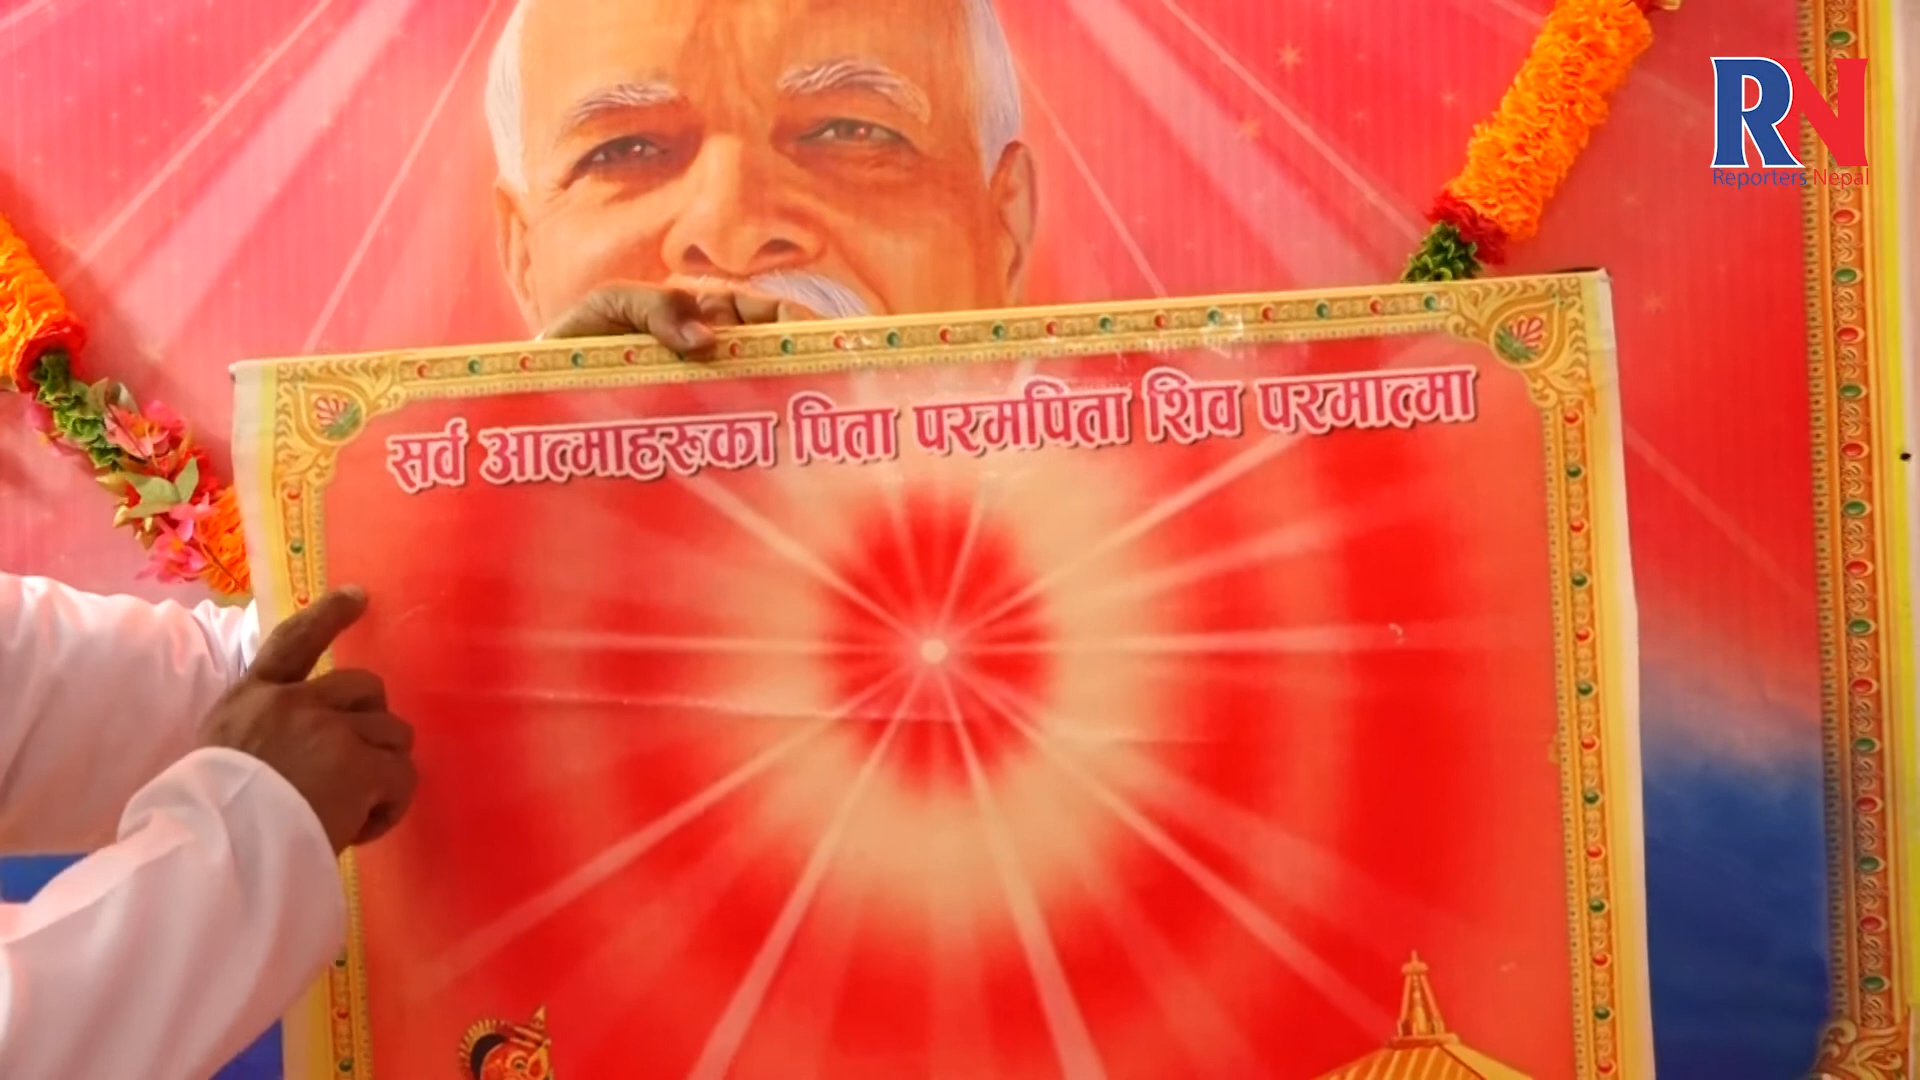 RN
Reporters Nepal
सर्व आत्माहरूका पिता परमपिता शिव परमात्मा